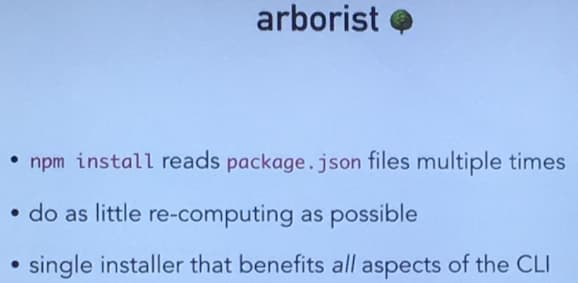 arborist
• npm install reads package.json files multiple times
• do as little re-computing as possible
• single installer that benefits all aspects of the CLI